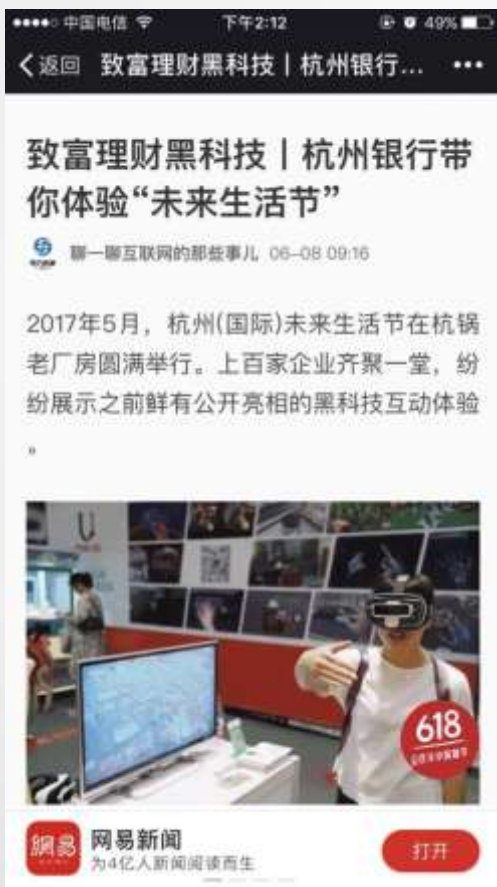 中国电信 下午2:12 49%
返回 致富理财黑科技丨杭州银行... •••
致富理财黑科技丨杭州银行带
你体验“未来生活节”
聊一聊互联网的那些事儿 06-08 09:16
2017年5月，杭州(国际)未来生活节在杭锅
老厂房圆满举行。上百家企业齐聚一堂，纷
纷展示之前鲜有公开亮相的黑科技互动体验
。
U
618
網易
网易新闻
为4亿人新闻阅读而生
打开